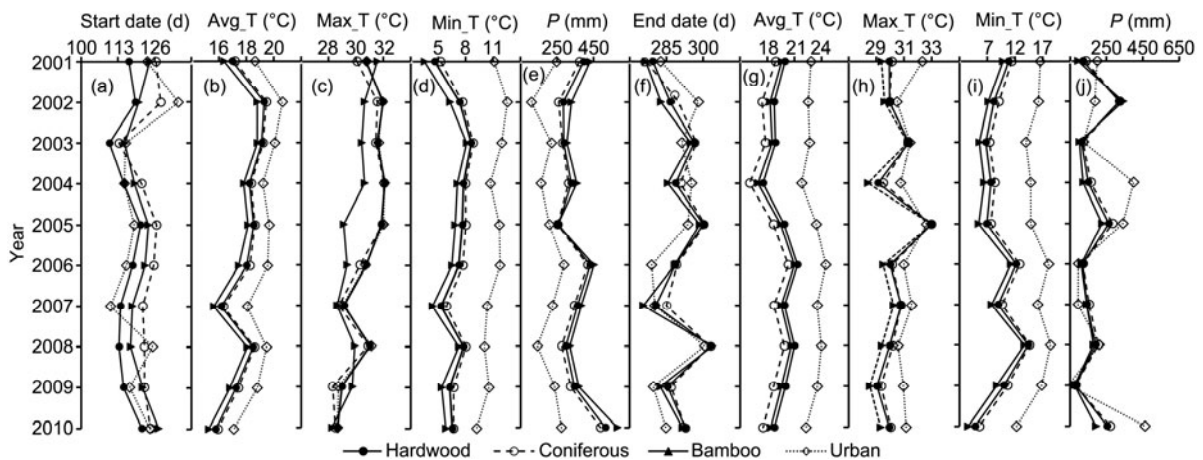 Start date (d) Avg_T (°C) Max_T (°C) Min_T (°C) P (mm) End date (d) Avg_T (°C) Max_T (°C) Min_T (°C) P (mm)
100 113 126 16 18 20 28 30 32 5 8 11 250 450 285 300 18 21 24 29 31 33 7 12 17 250 450 650
2001
(a) (b) (c) (d) (e) (f) (g) (h) (i) (j)
2002
2003
2004
2005
Year
2006
2007
2008
2009
2010
Hardwood Coniferous Bamboo Urban